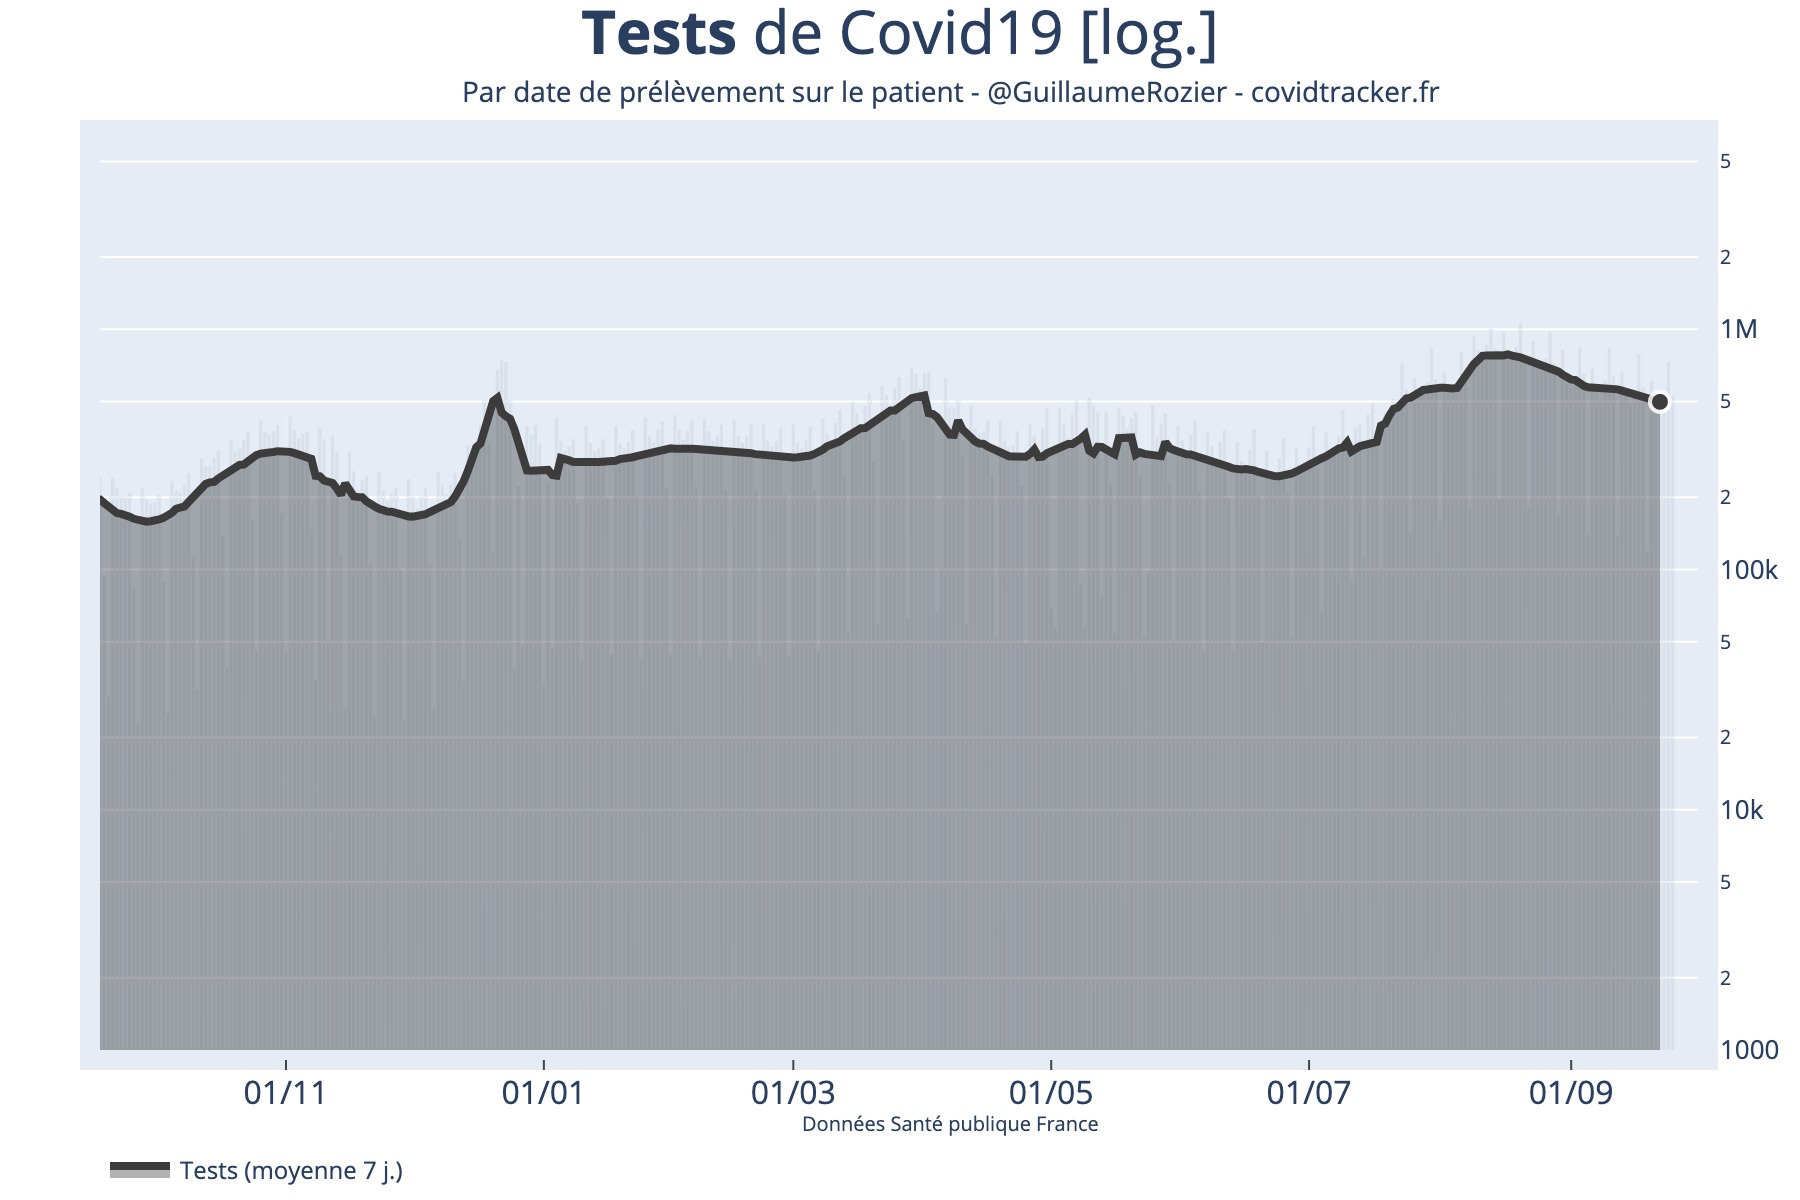 Tests de Covid19 [log.]
Par date de prélèvement sur le patient - @GuillaumeRozier - covidtracker.fr
5
2
1M
5
2
100k
5
2
10k
5
2
1000
01/11 01/01 01/03 01/05 01/07 01/09
Données Santé publique France
Tests (moyenne 7 j.)